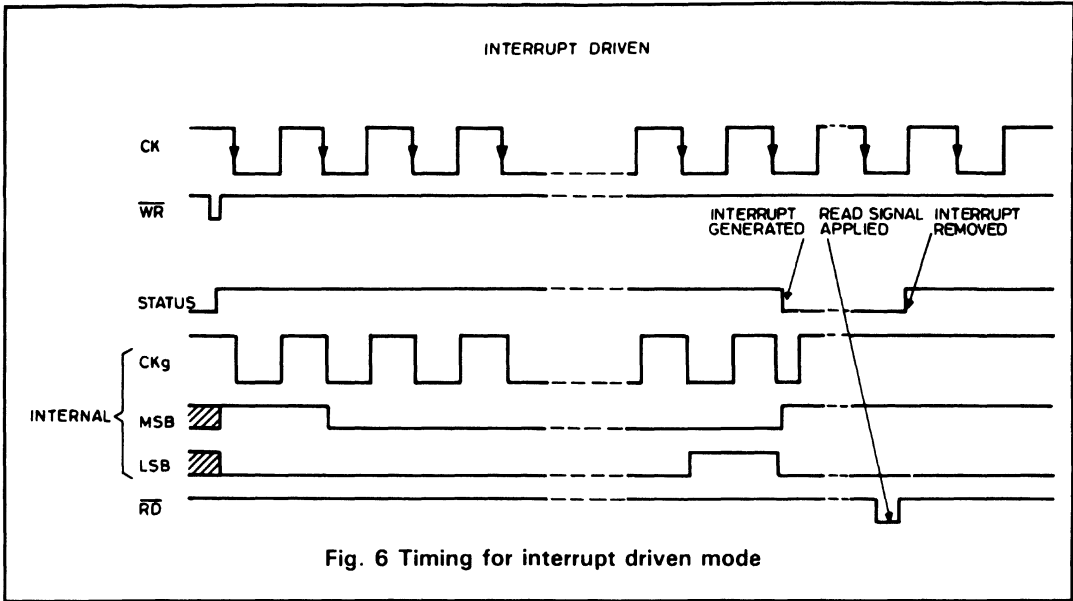 INTERRUPT DRIVEN
CK
WR
INTERRUPT GENERATED
READ SIGNAL APPLIED
INTERRUPT REMOVED
STATUS
CKg
INTERNAL
MSB
LSB
RD
Fig. 6 Timing for interrupt driven mode